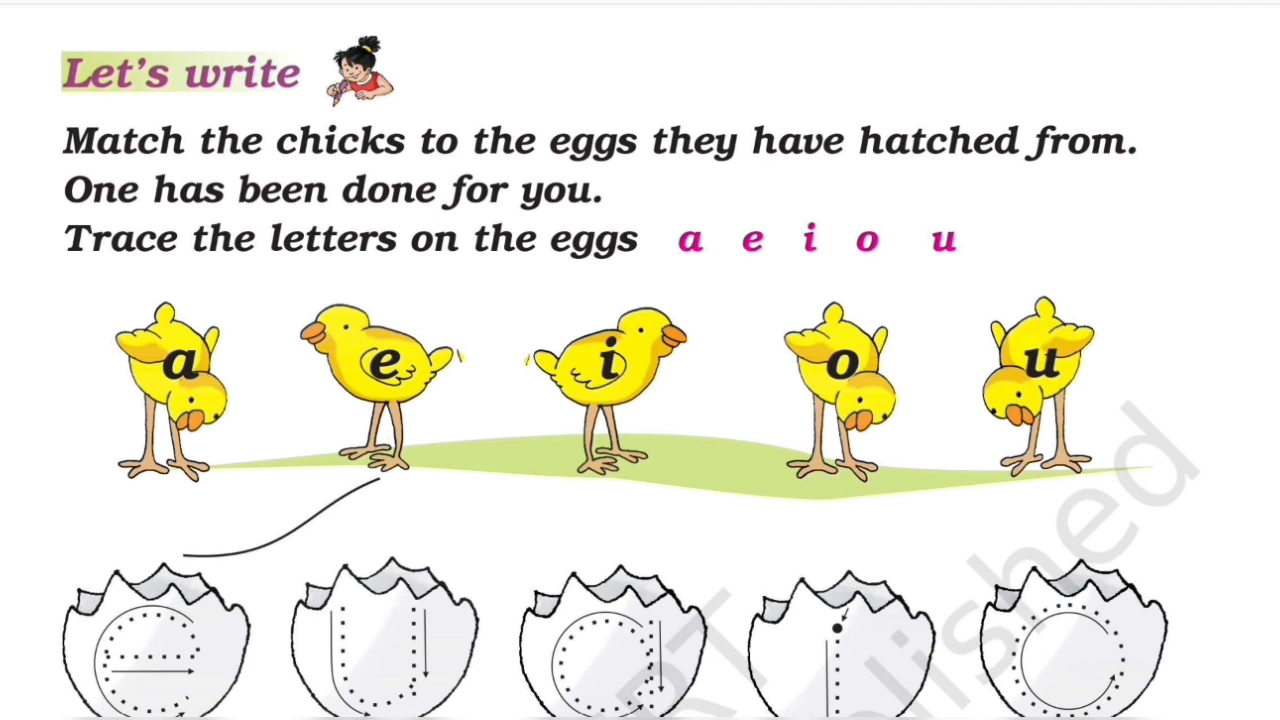 Let's write
Match the chicks to the eggs they have hatched from.
One has been done for you.
Trace the letters on the eggs a e i o u
a e i o u
e u a i o